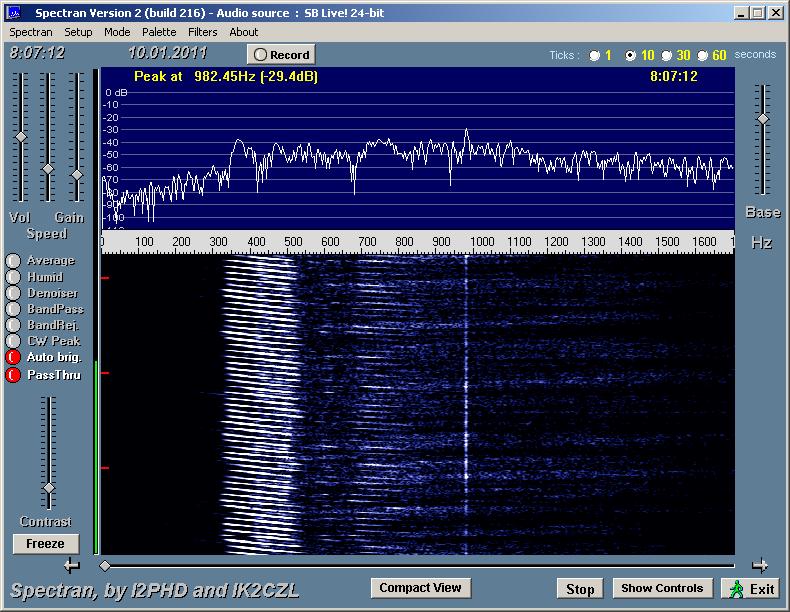 Spectran Version 2 (build 216) - Audio source : SB Live! 24-bit
Spectran Setup Mode Palette Filters About
8:07:12 10.01.2011 Record Ticks : 1 10 30 60 seconds
Peak at 982.45Hz (-29.4dB) 8:07:12
0 dB
-10
-20
-30
-40
-50
-60
-70
-80
-90
-100
Vol Gain
Speed
Base
100 200 300 400 500 600 700 800 900 1000 1100 1200 1300 1400 1500 1600 1
Hz
Average
Humid
Denoiser
BandPass
BandRej.
CW Peak
Auto brig.
PassThru
Contrast
Freeze
Spectran, by I2PHD and IK2CZL Compact View Stop Show Controls Exit